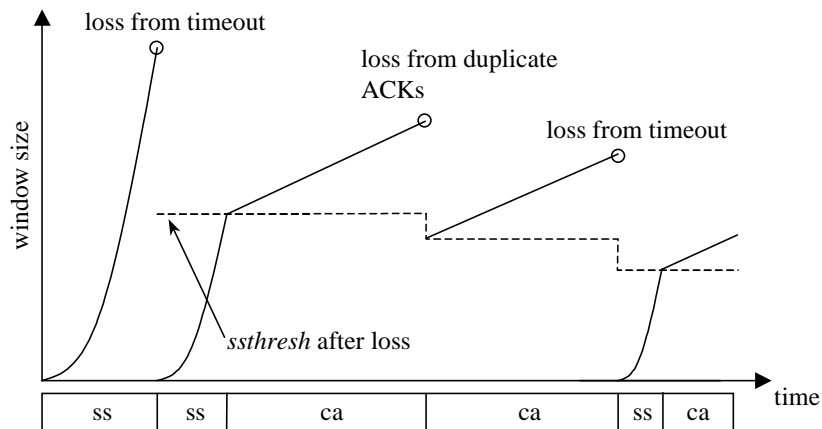 loss from timeout
loss from duplicate
ACKs
loss from timeout
window size
ssthresh after loss
time
ss ss ca ca ss ca